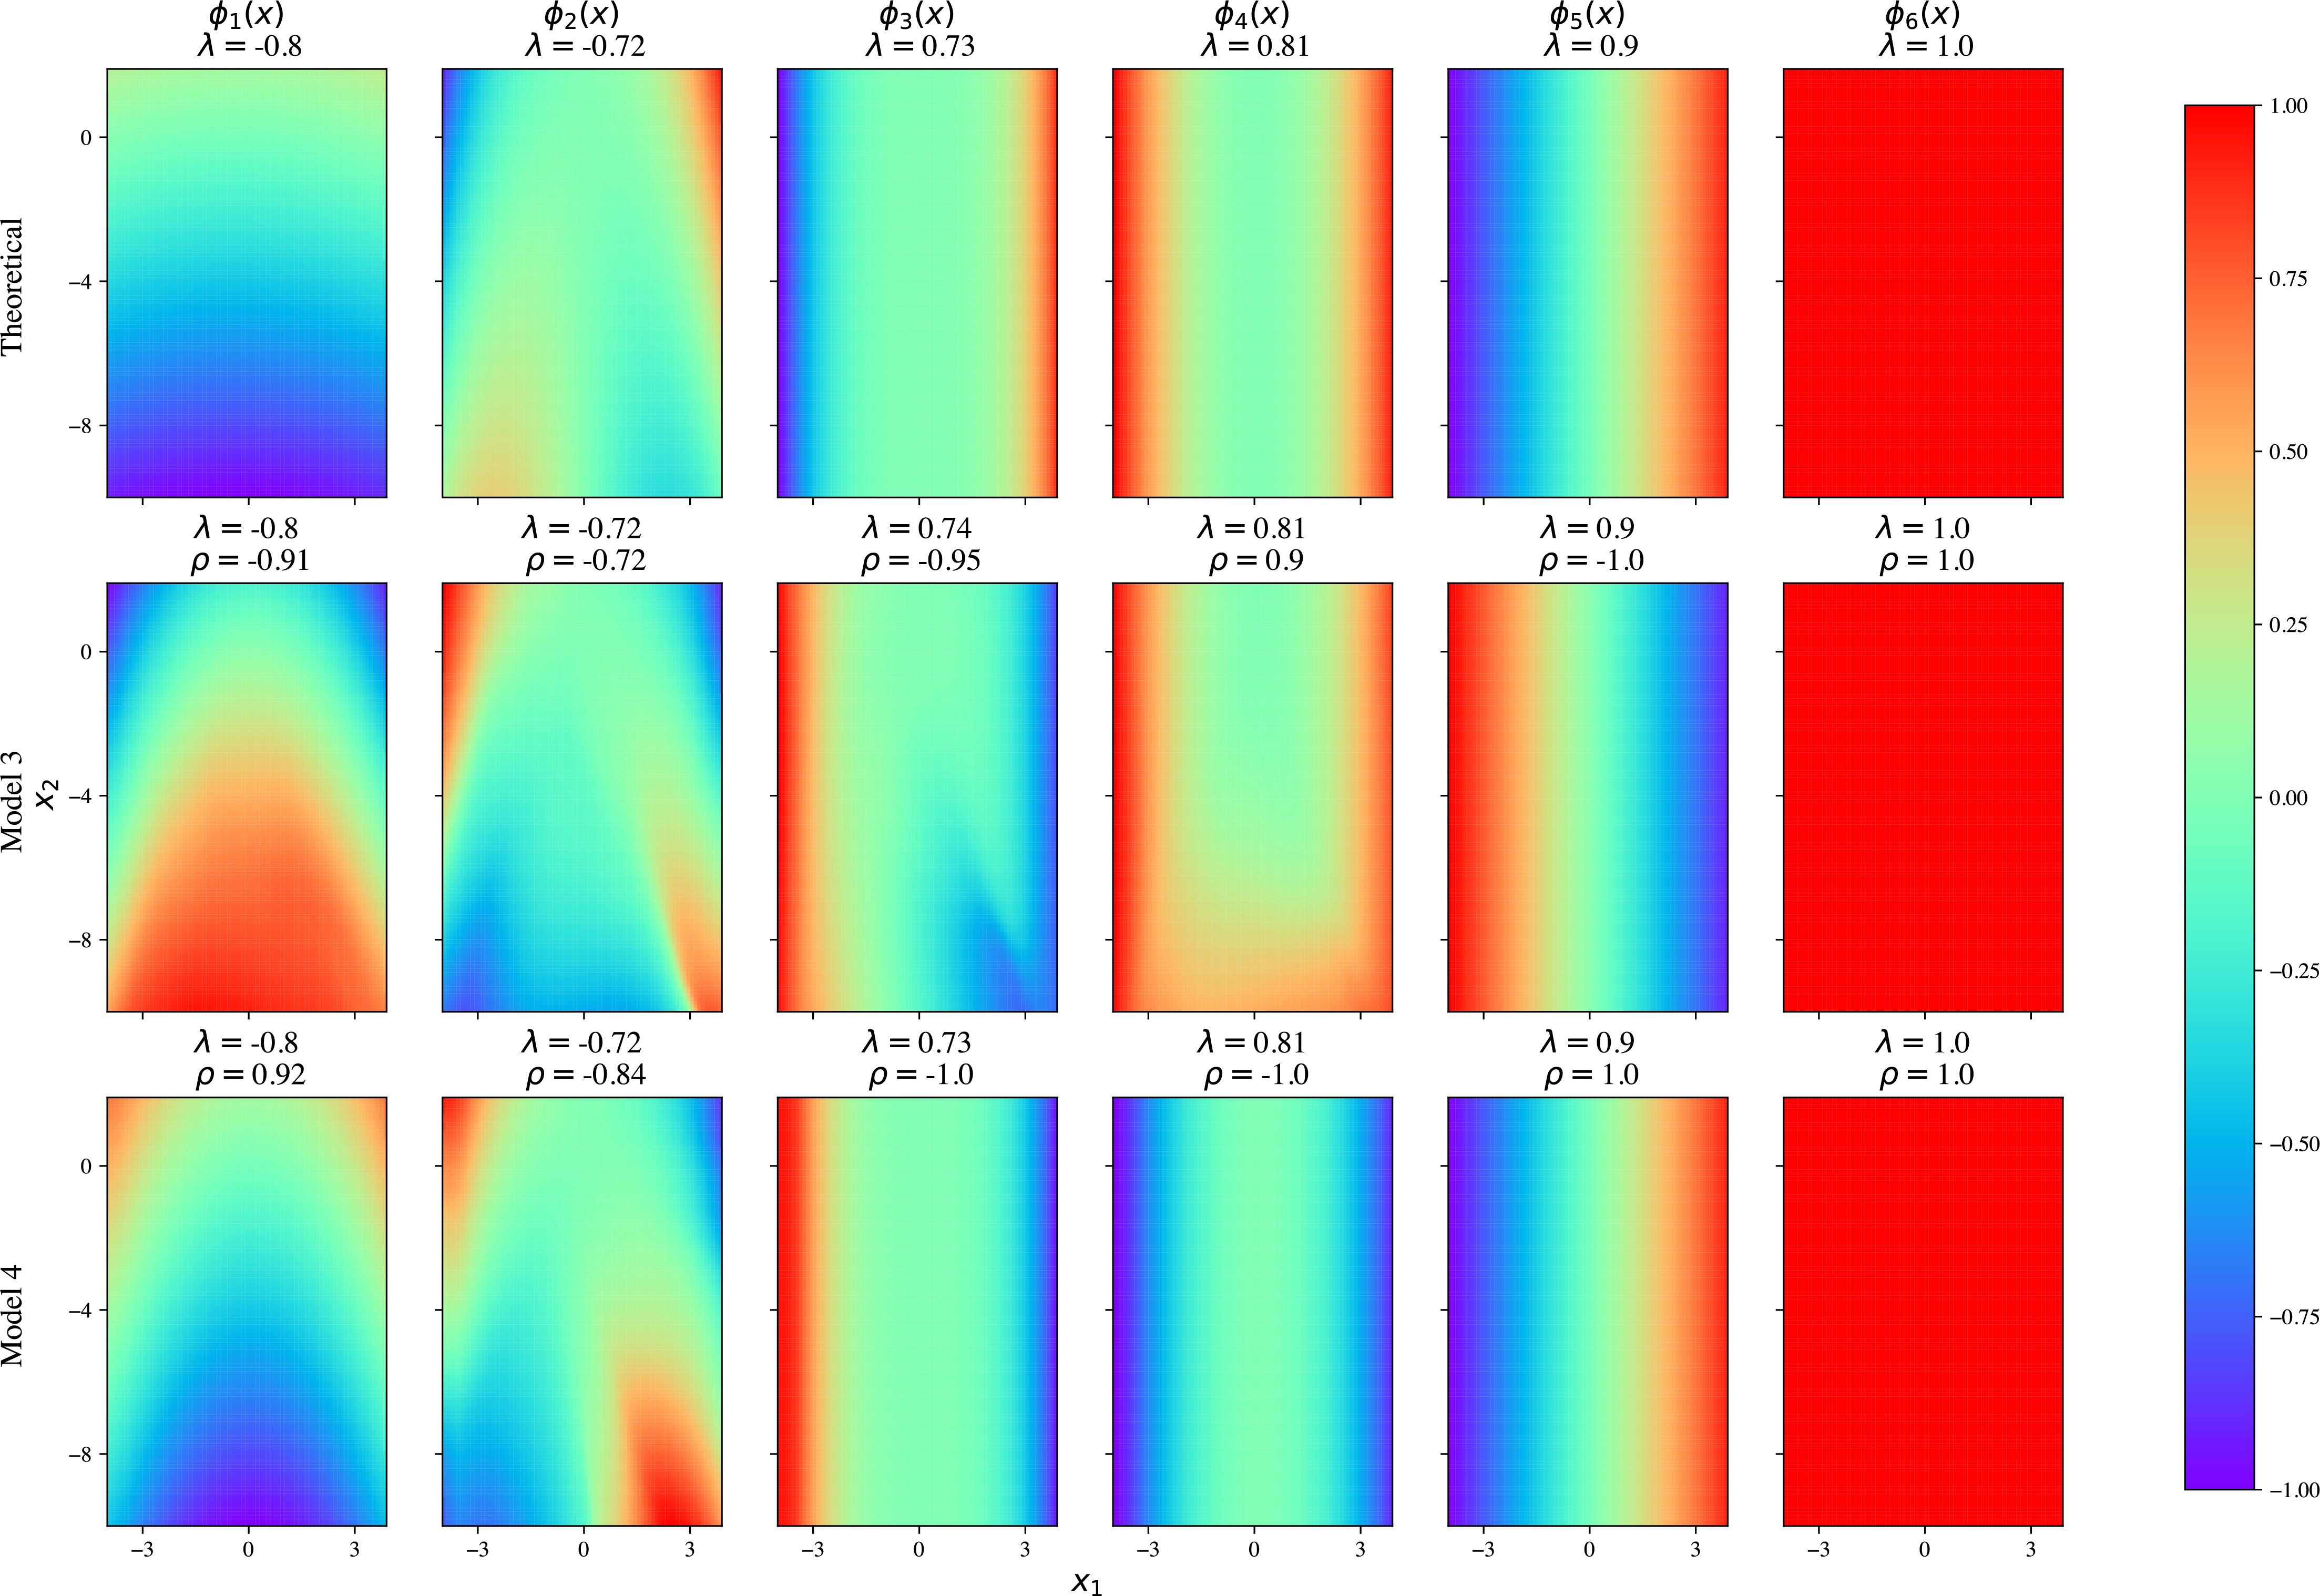 ϕ₁(x) ϕ₂(x) ϕ₃(x) ϕ₄(x) ϕ₅(x) ϕ₆(x)
λ = -0.8 λ = -0.72 λ = 0.73 λ = 0.81 λ = 0.9 λ = 1.0
Theoretical
0
−4
−8
λ = -0.8 λ = -0.72 λ = 0.74 λ = 0.81 λ = 0.9 λ = 1.0
ρ = -0.91 ρ = -0.72 ρ = -0.95 ρ = 0.9 ρ = -1.0 ρ = 1.0
Model 3
x₂
0
−4
−8
λ = -0.8 λ = -0.72 λ = 0.73 λ = 0.81 λ = 0.9 λ = 1.0
ρ = 0.92 ρ = -0.84 ρ = -1.0 ρ = -1.0 ρ = 1.0 ρ = 1.0
Model 4
0
−4
−8
−3 0 3 −3 0 3 −3 0 3 −3 0 3 −3 0 3 −3 0 3
x₁
1.00
0.75
0.50
0.25
0.00
−0.25
−0.50
−0.75
−1.00